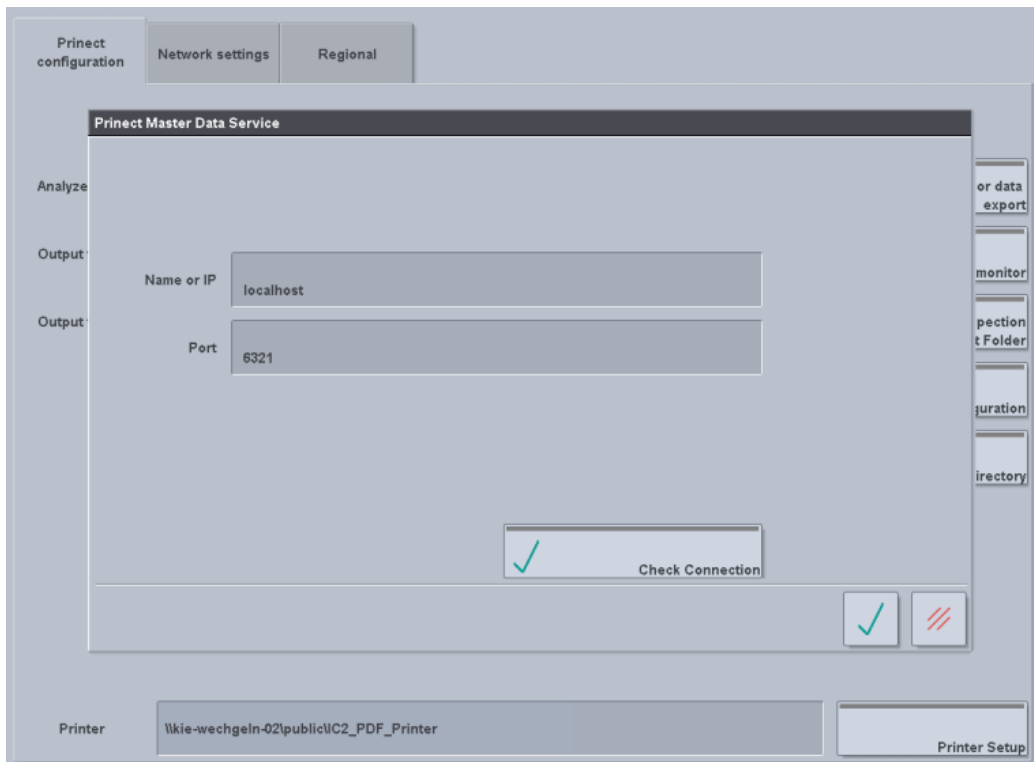 Prinect
configuration
Network settings
Regional
Prinect Master Data Service
Analyze
or data
export
Output
monitor
Name or IP
localhost
Output
pection
t Folder
Port
6321
guration
irectory
Check Connection
Printer
\\kie-wechgeln-02\public\IC2_PDF_Printer
Printer Setup